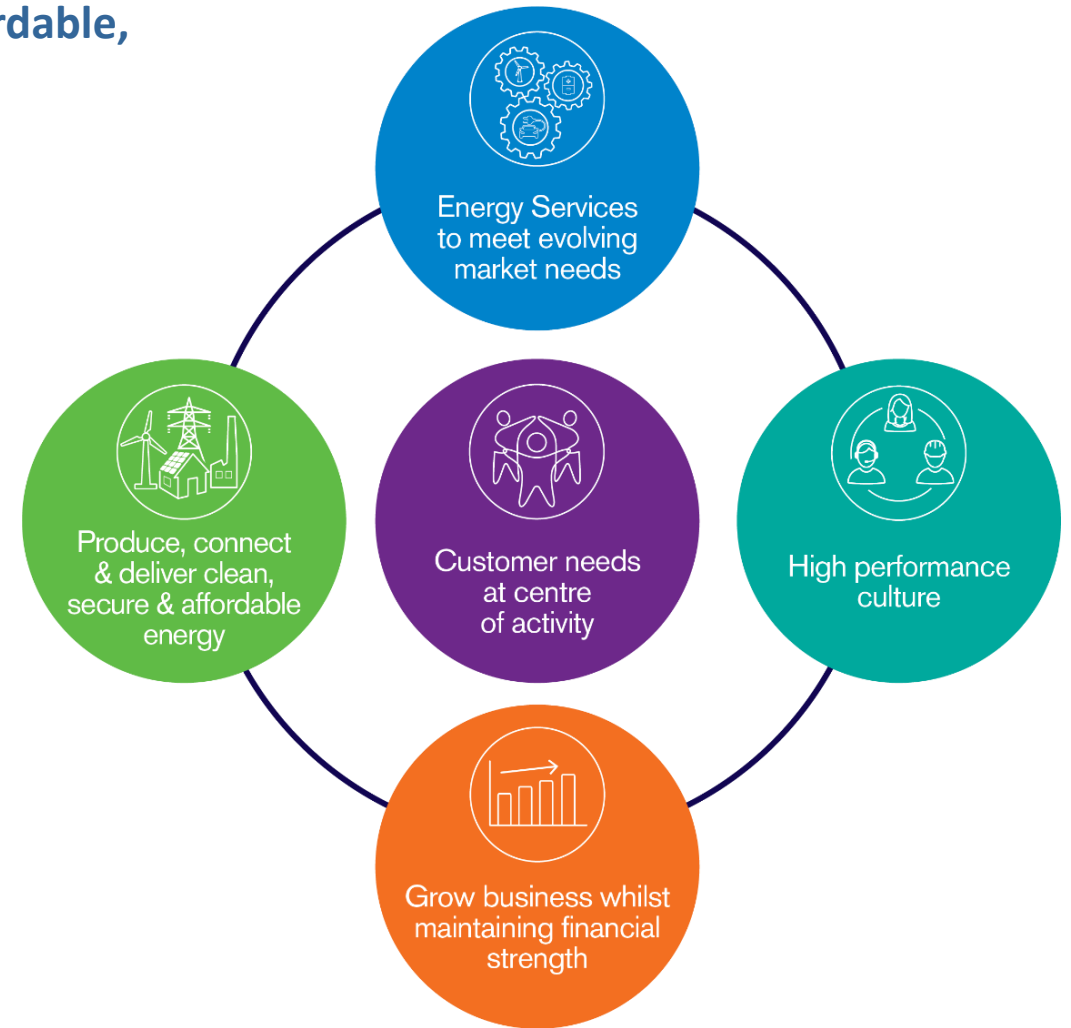 Energy Services
to meet evolving
market needs
Produce, connect
& deliver clean,
secure & affordable
energy
Customer needs
at centre
of activity
High performance
culture
Grow business whilst
maintaining financial
strength